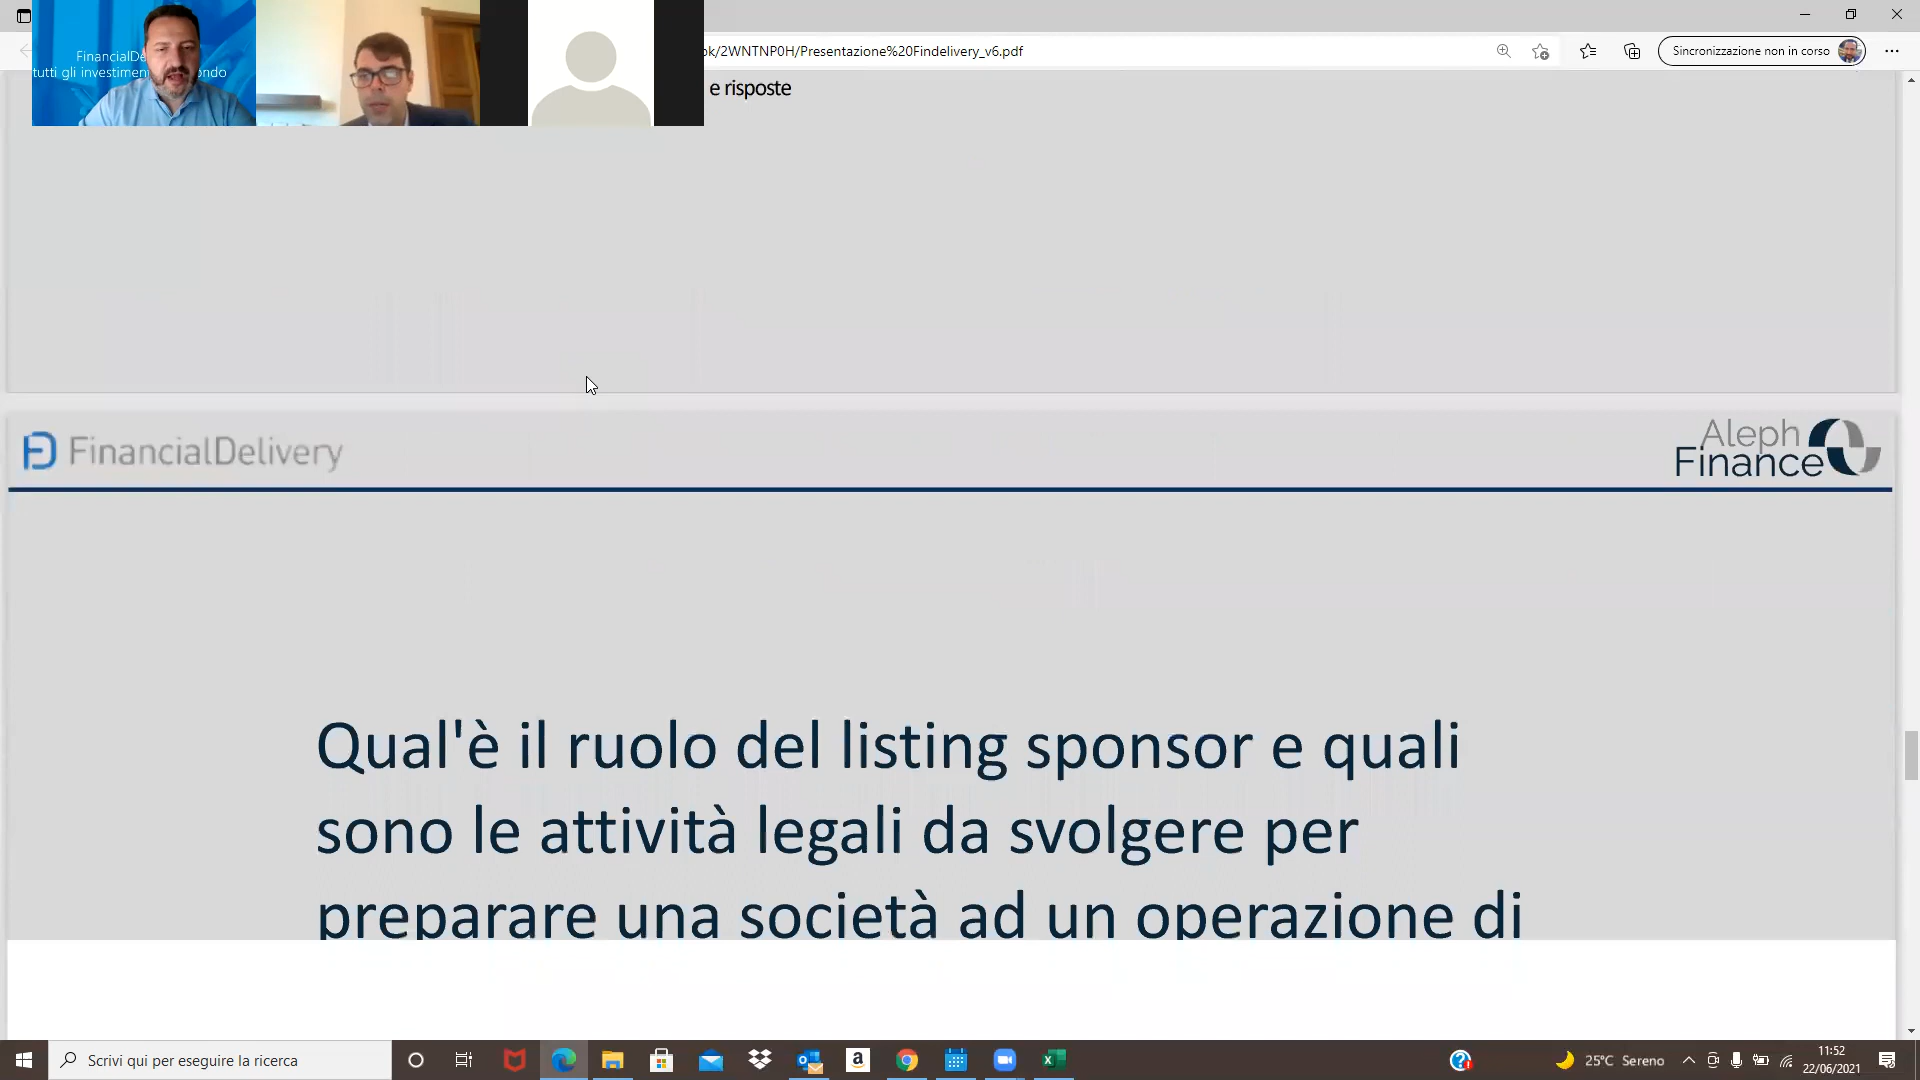 FinancialDe
tutti gli investimen ondo
ok/2WNTNP0H/Presentazione%20Findelivery_v6.pdf
Sincronizzazione non in corso
e risposte
FinancialDelivery
Aleph
Finance
Qual'è il ruolo del listing sponsor e quali
sono le attività legali da svolgere per
preparare una società ad un operazione di
Scrivi qui per eseguire la ricerca
25°C Sereno
11:52
22/06/2021